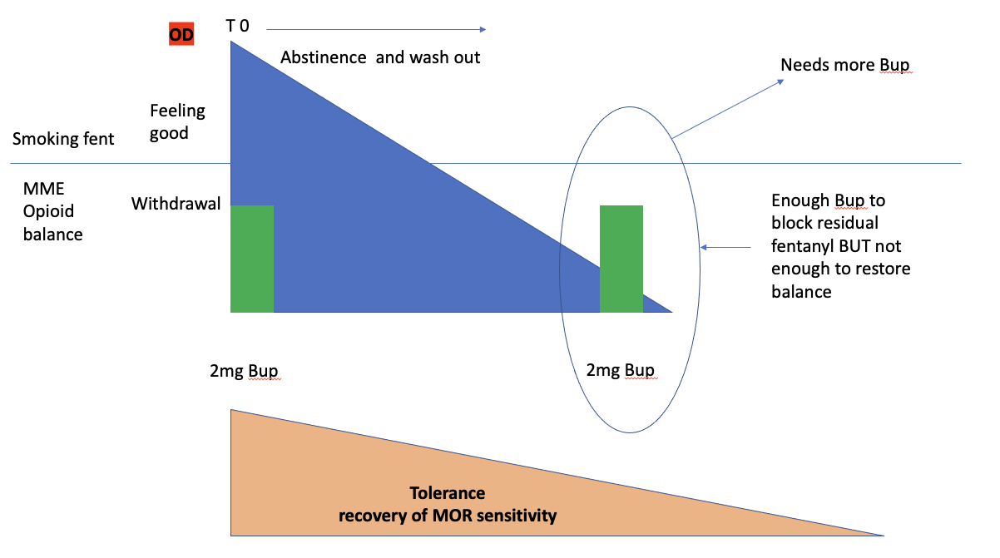 OD
T 0
Abstinence and wash out
Needs more Bup
Feeling
good
Smoking fent
MME
Opioid
balance
Withdrawal
Enough Bup to
block residual
fentanyl BUT not
enough to restore
balance
2mg Bup
2mg Bup
Tolerance
recovery of MOR sensitivity